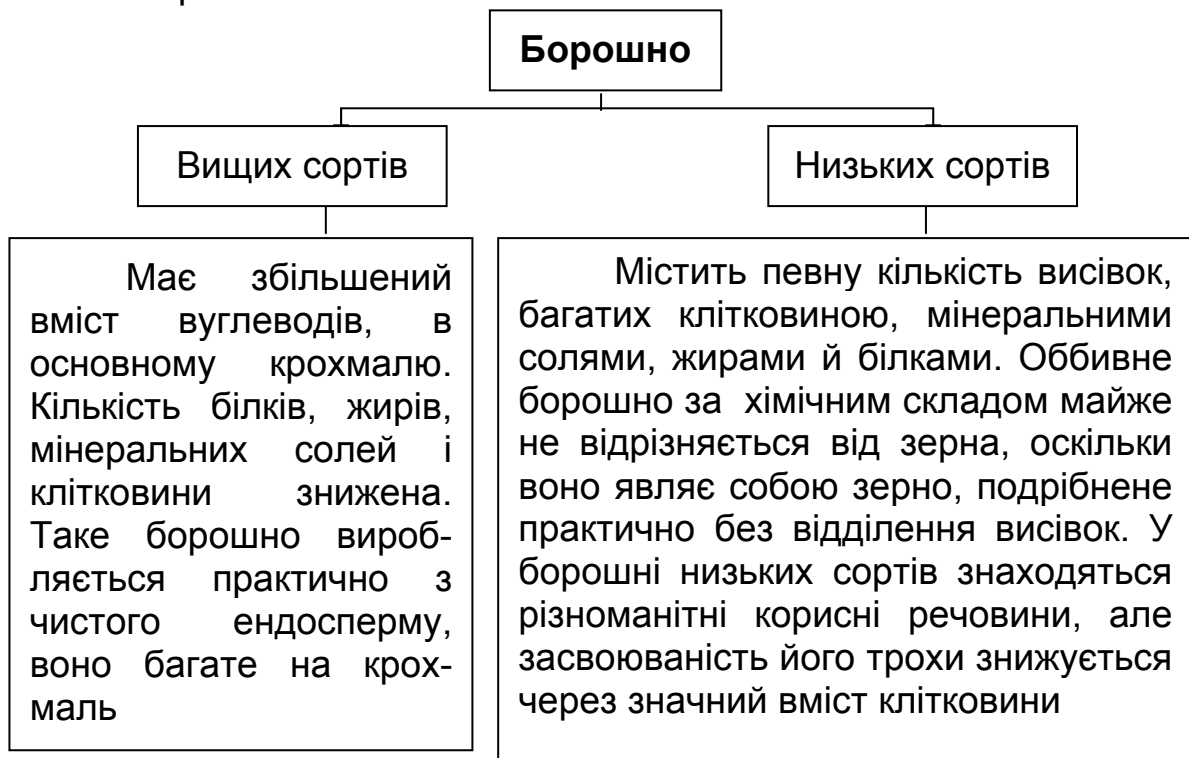 Борошно
Вищих сортів
Низьких сортів
Має збільшений
вміст вуглеводів, в
основному крохмалю.
Кількість білків, жирів,
мінеральних солей і
клітковини знижена.
Таке борошно вироб-
ляється практично з
чистого ендосперму,
воно багате на крох-
маль
Містить певну кількість висівок,
багатих клітковиною, мінеральними
солями, жирами й білками. Оббивне
борошно за хімічним складом майже
не відрізняється від зерна, оскільки
воно являє собою зерно, подрібнене
практично без відділення висівок. У
борошні низьких сортів знаходяться
різноманітні корисні речовини, але
засвоюваність його трохи знижується
через значний вміст клітковини